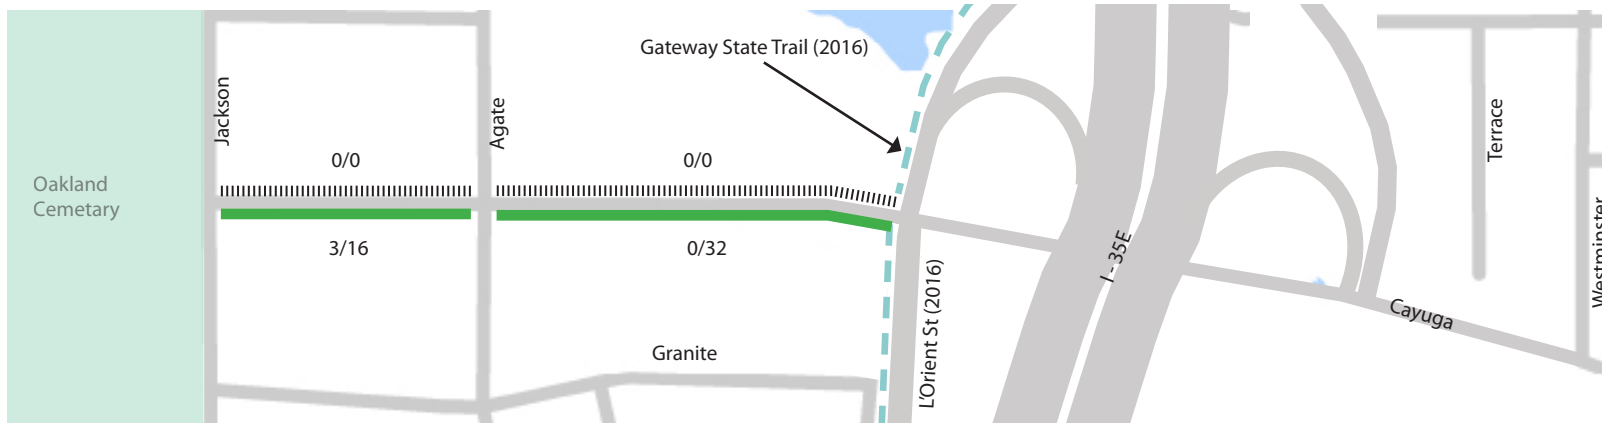 Gateway State Trail (2016)
Jackson
Agate
Terrace
0/0
0/0
Oakland
Cemetary
Westminster
3/16
0/32
I - 35E
L'Orient St (2016)
Cayuga
Granite